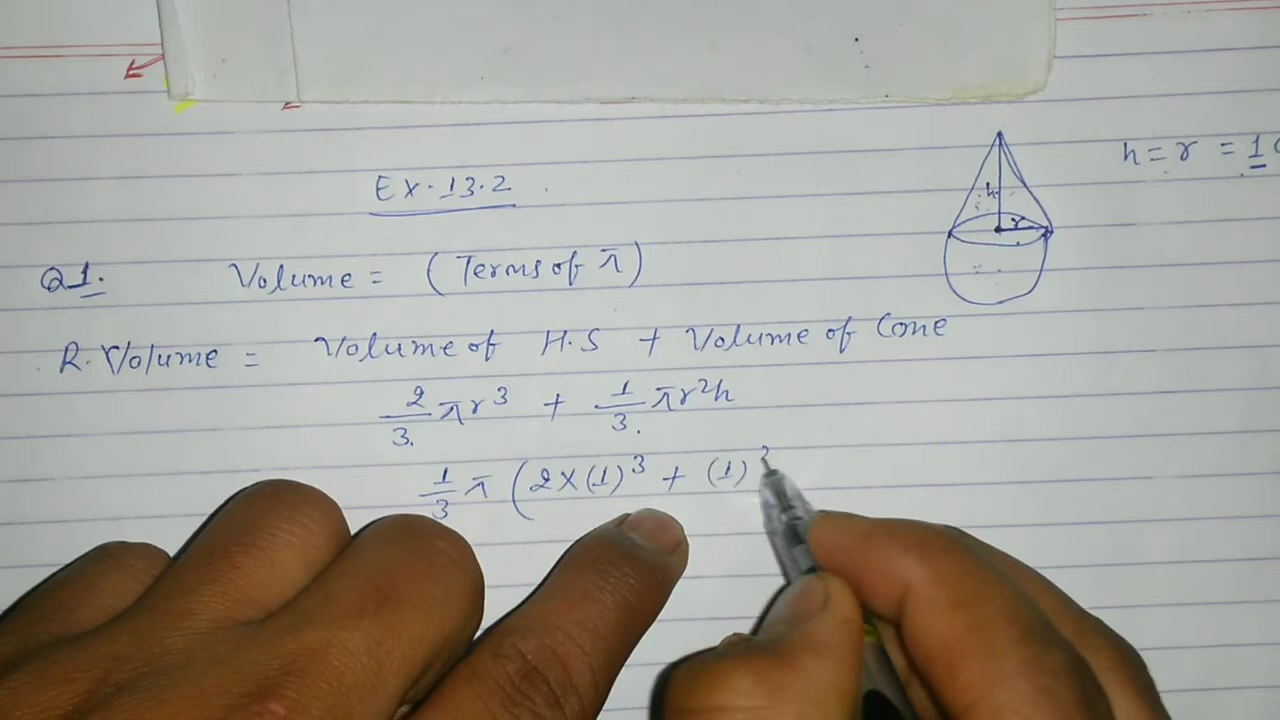 Ex. 13.2
h = r = 1
h
r
Q1. Volume = (Terms of π)
R. Volume = Volume of H.S + Volume of Cone
2/3 πr³ + 1/3 πr²h
1/3 π (2×(1)³ + (1)²